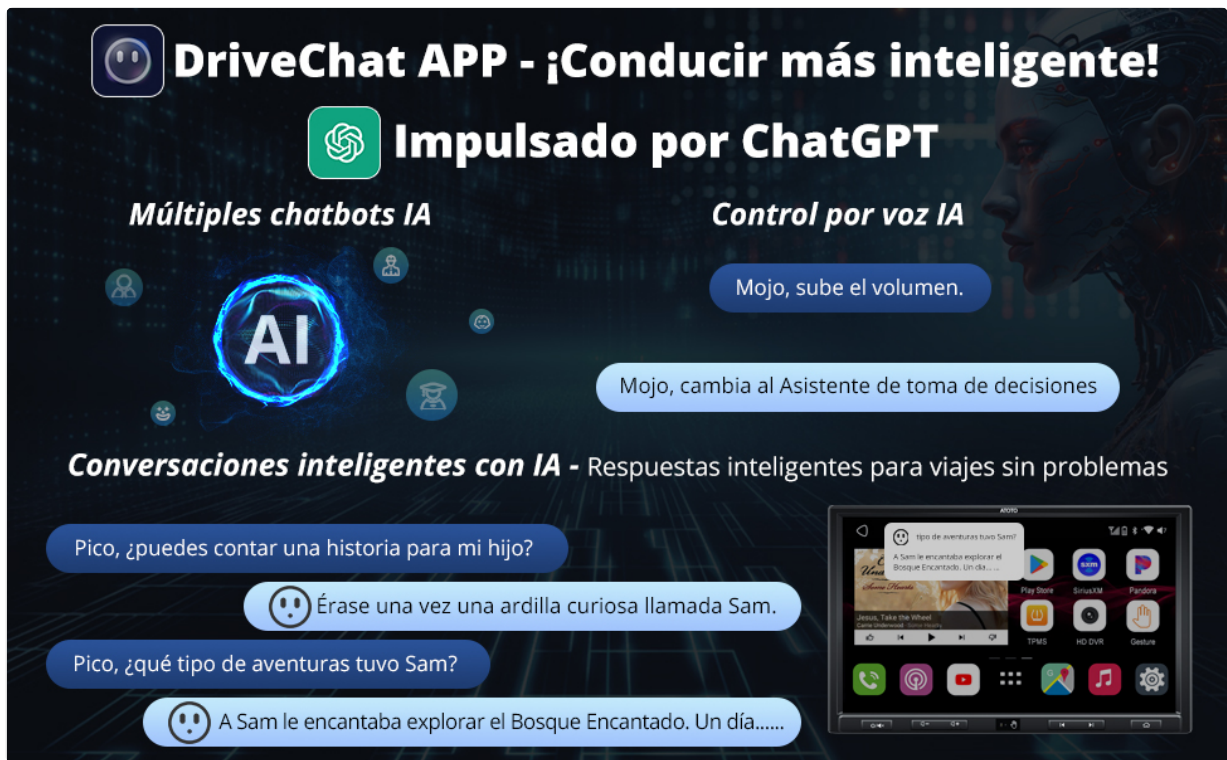 DriveChat APP - ¡Conducir más inteligente!
Impulsado por ChatGPT
Múltiples chatbots IA
Control por voz IA
AI
Mojo, sube el volumen.
Mojo, cambia al Asistente de toma de decisiones
Conversaciones inteligentes con IA - Respuestas inteligentes para viajes sin problemas
Pico, ¿puedes contar una historia para mi hijo?
Érase una vez una ardilla curiosa llamada Sam.
Pico, ¿qué tipo de aventuras tuvo Sam?
A Sam le encantaba explorar el Bosque Encantado. Un día......
ATOTO
tipo de aventuras tuvo Sam?
A Sam le encantaba explorar el
Bosque Encantado. Un día... ...
Some Hearts
Jesus, Take the Wheel
Carrie Underwood - Some Hearts
Play Store
SiriusXM
Pandora
sxm
TPMS
HD DVR
Gesture